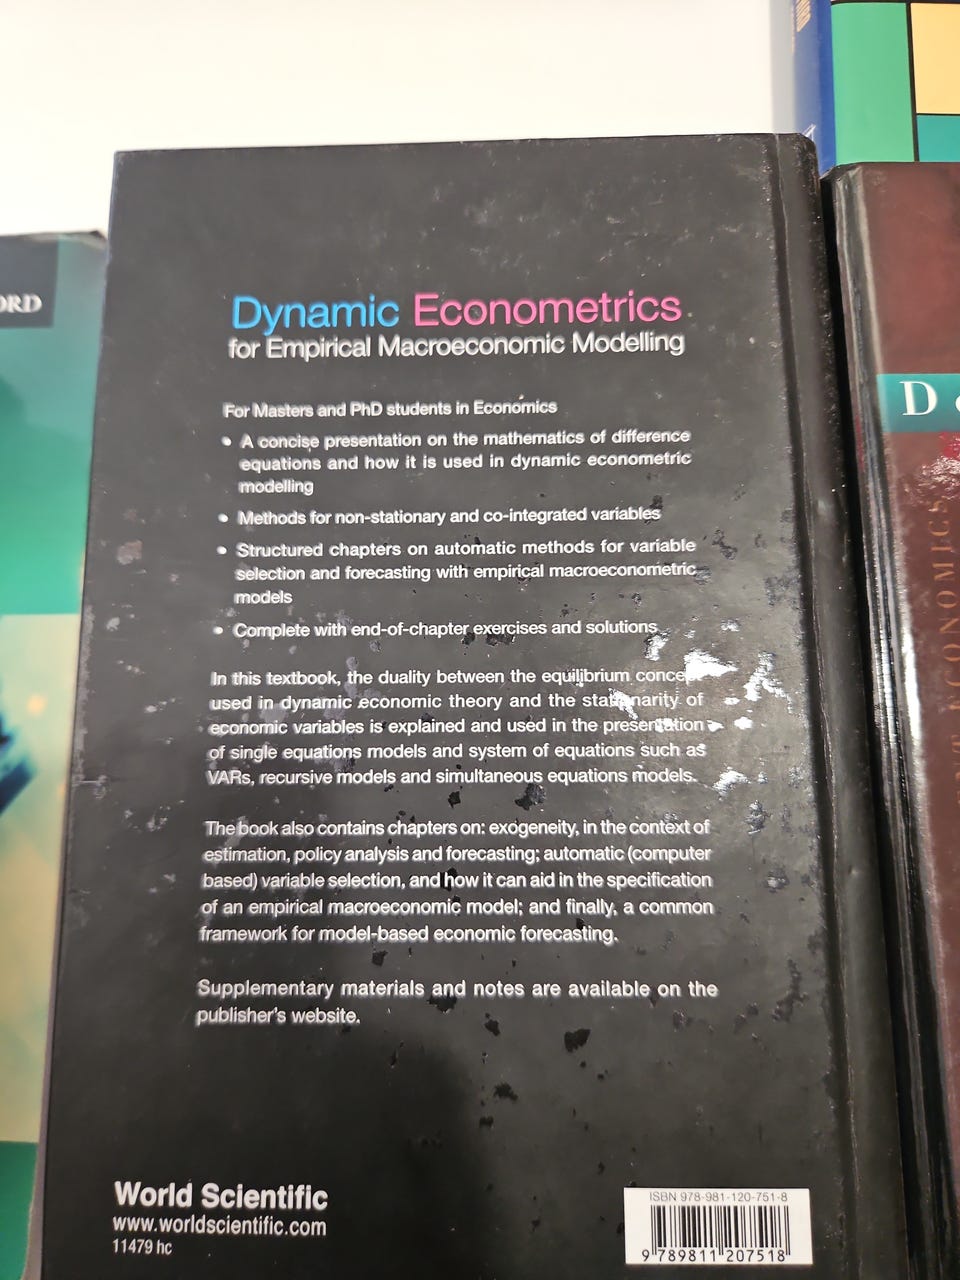 ORD
Dynamic Econometrics
for Empirical Macroeconomic Modelling
For Masters and PhD students in Economics
• A concise presentation on the mathematics of difference
equations and how it is used in dynamic econometric
modelling
• Methods for non-stationary and co-integrated variables
• Structured chapters on automatic methods for variable
selection and forecasting with empirical macroeconometric
models
• Complete with end-of-chapter exercises and solutions
In this textbook, the duality between the equilibrium
used in dynamic economic theory and the stationarity of
economic variables is explained and used in the presentation
of single equations models and system of equations such as
VARs, recursive models and simultaneous equations models.
The book also contains chapters on: exogeneity, in the context of
estimation, policy analysis and forecasting; automatic (computer
based) variable selection, and how it can aid in the specification
of an empirical macroeconomic model; and finally, a common
framework for model-based economic forecasting.
Supplementary materials and notes are available on the
publisher's website.
World Scientific
www.worldscientific.com
11479 hc
ISBN 978-981-120-751-8
9 789811 207518
D